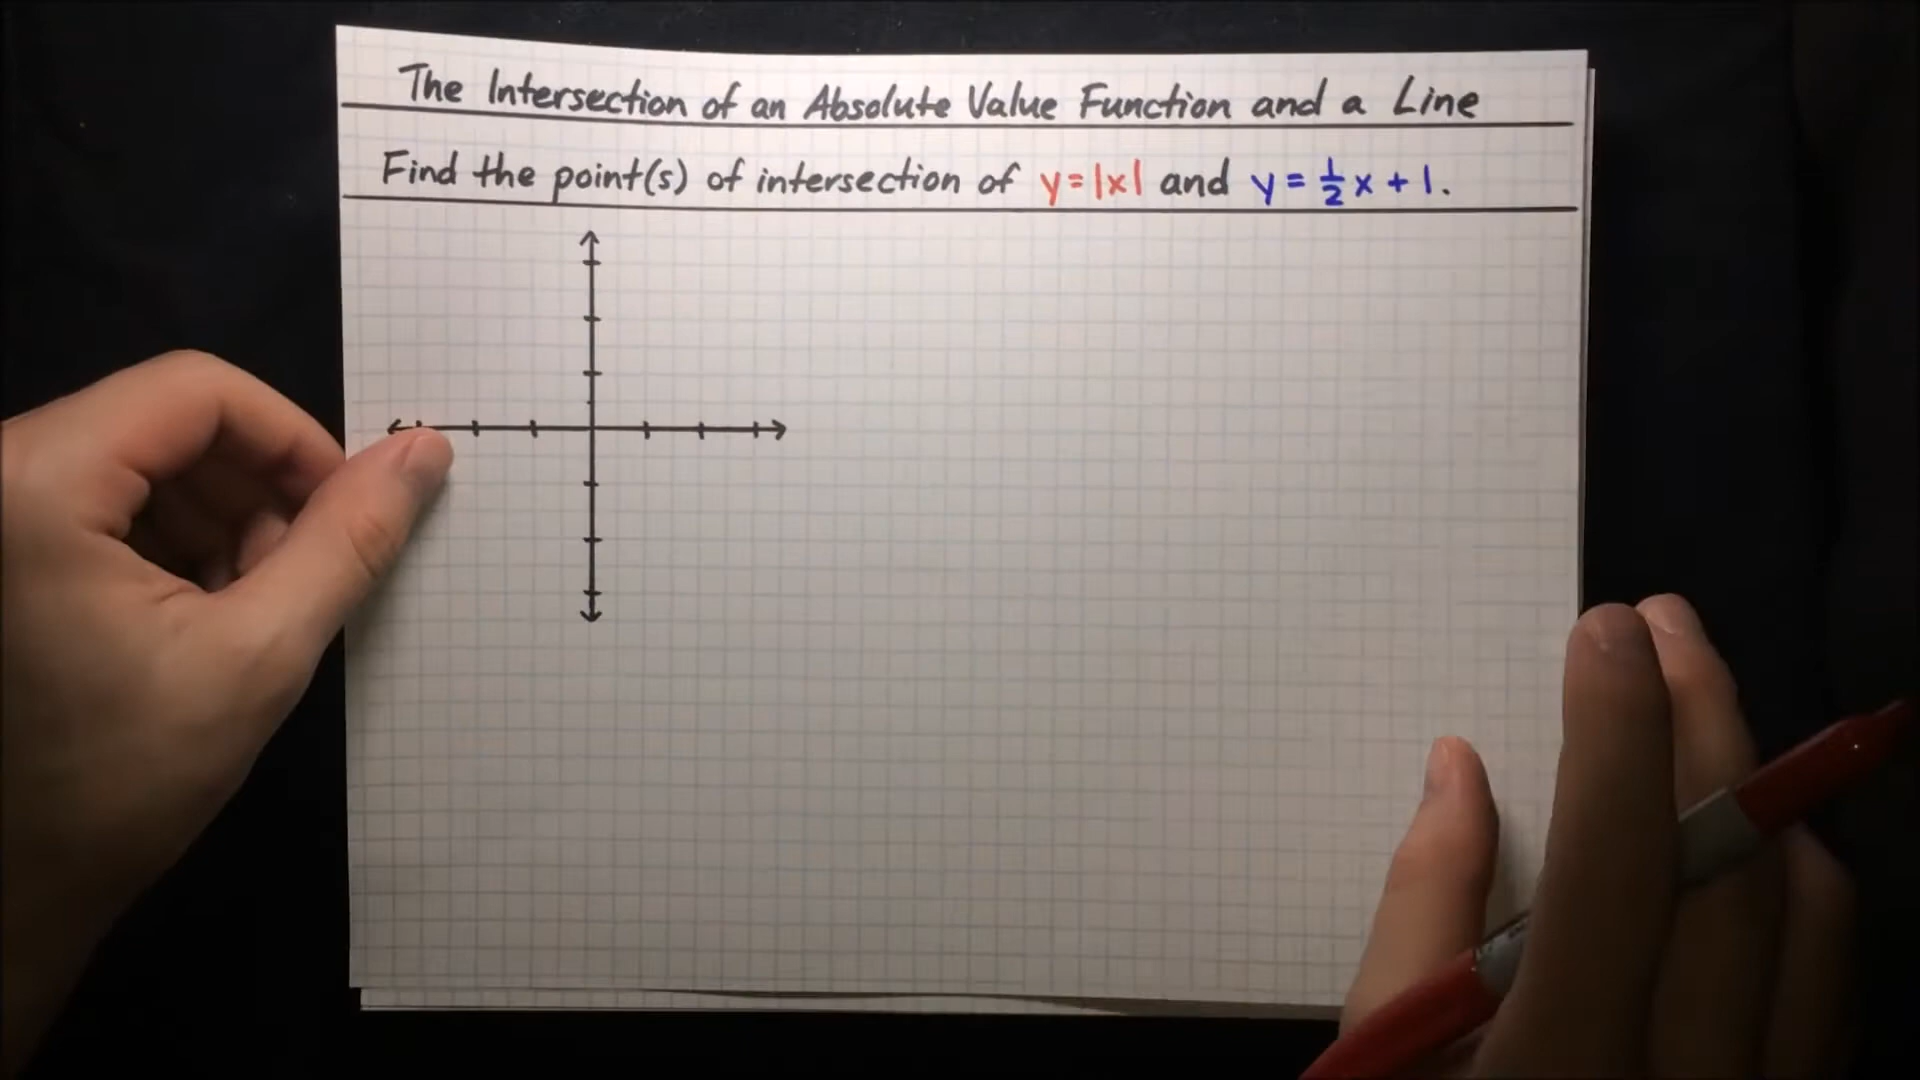 The Intersection of an Absolute Value Function and a Line
Find the point(s) of intersection of y=|x| and y=½x+1.